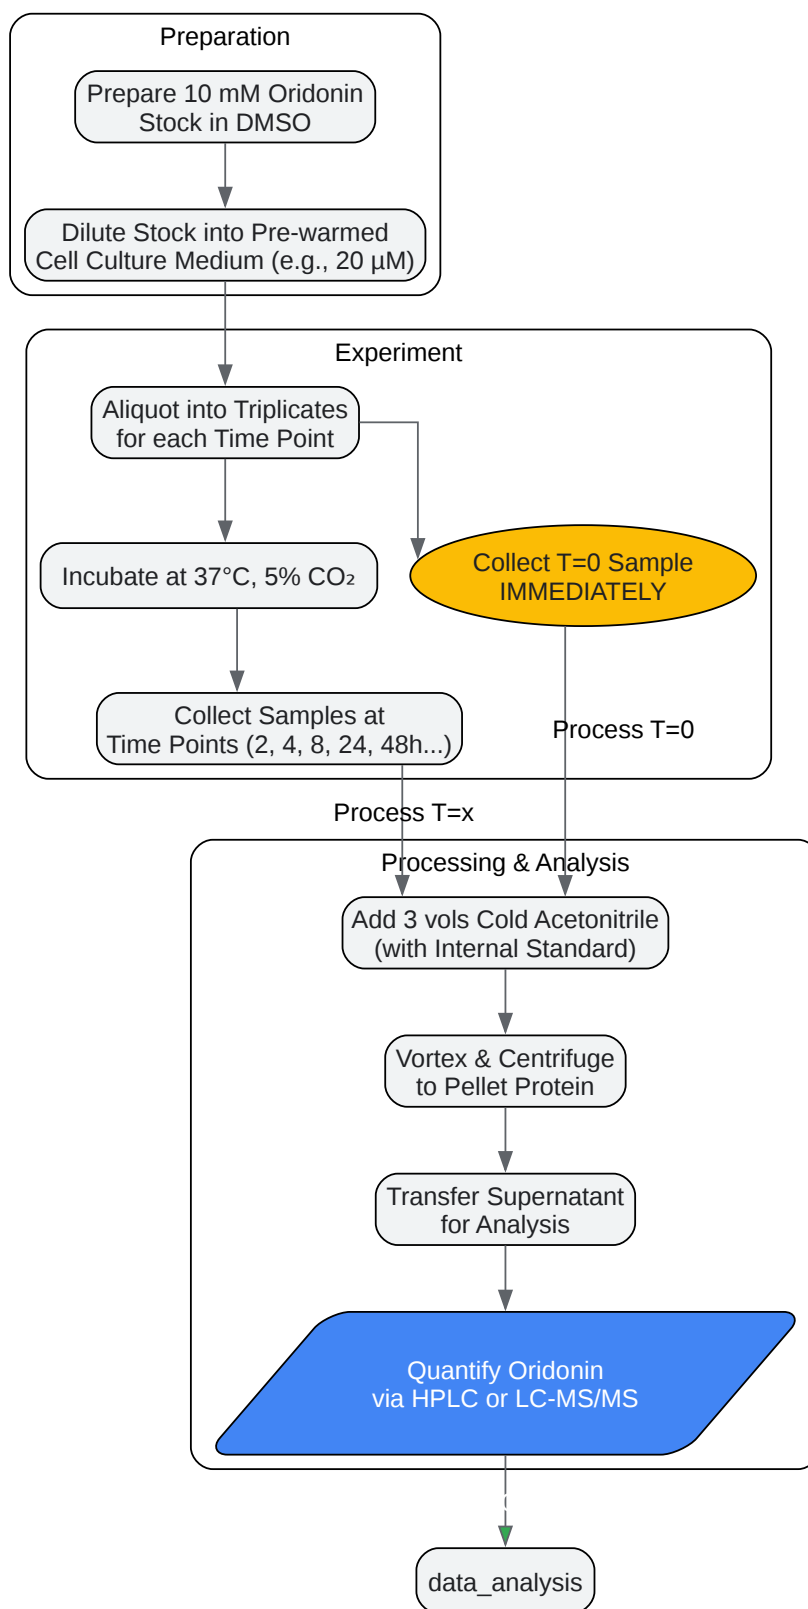 Preparation
Prepare 10 mM Oridonin
Stock in DMSO
Dilute Stock into Pre-warmed
Cell Culture Medium (e.g., 20 µM)
Experiment
Aliquot into Triplicates
for each Time Point
Incubate at 37°C, 5% CO₂
Collect T=0 Sample
IMMEDIATELY
Collect Samples at
Time Points (2, 4, 8, 24, 48h...)
Process T=0
Process T=x
Processing & Analysis
Add 3 vols Cold Acetonitrile
(with Internal Standard)
Vortex & Centrifuge
to Pellet Protein
Transfer Supernatant
for Analysis
Quantify Oridonin
via HPLC or LC-MS/MS
data_analysis